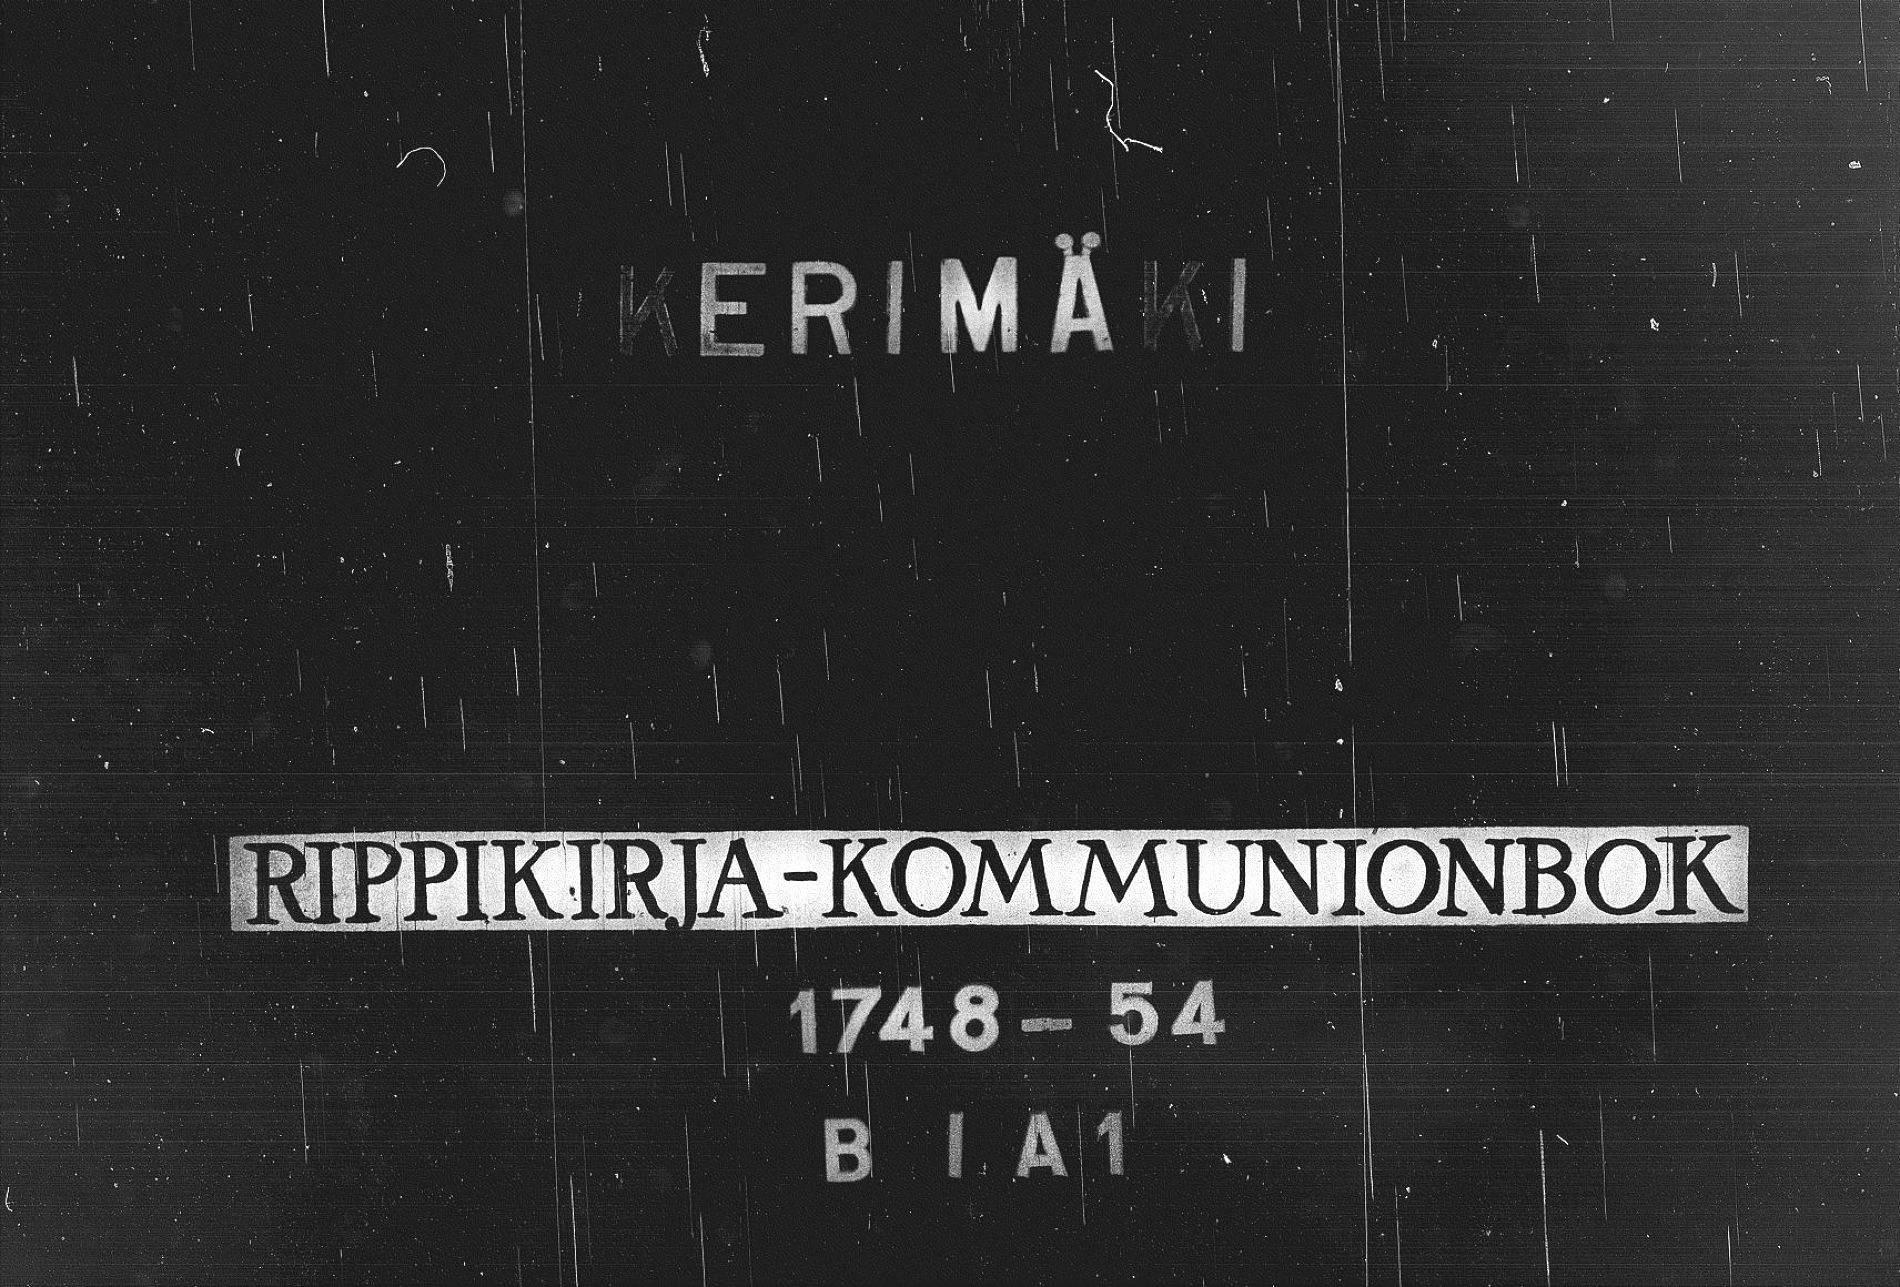 KERIMÄKI
RIPPIKIRJA-KOMMUNIONBOK
1748-54
B I A1